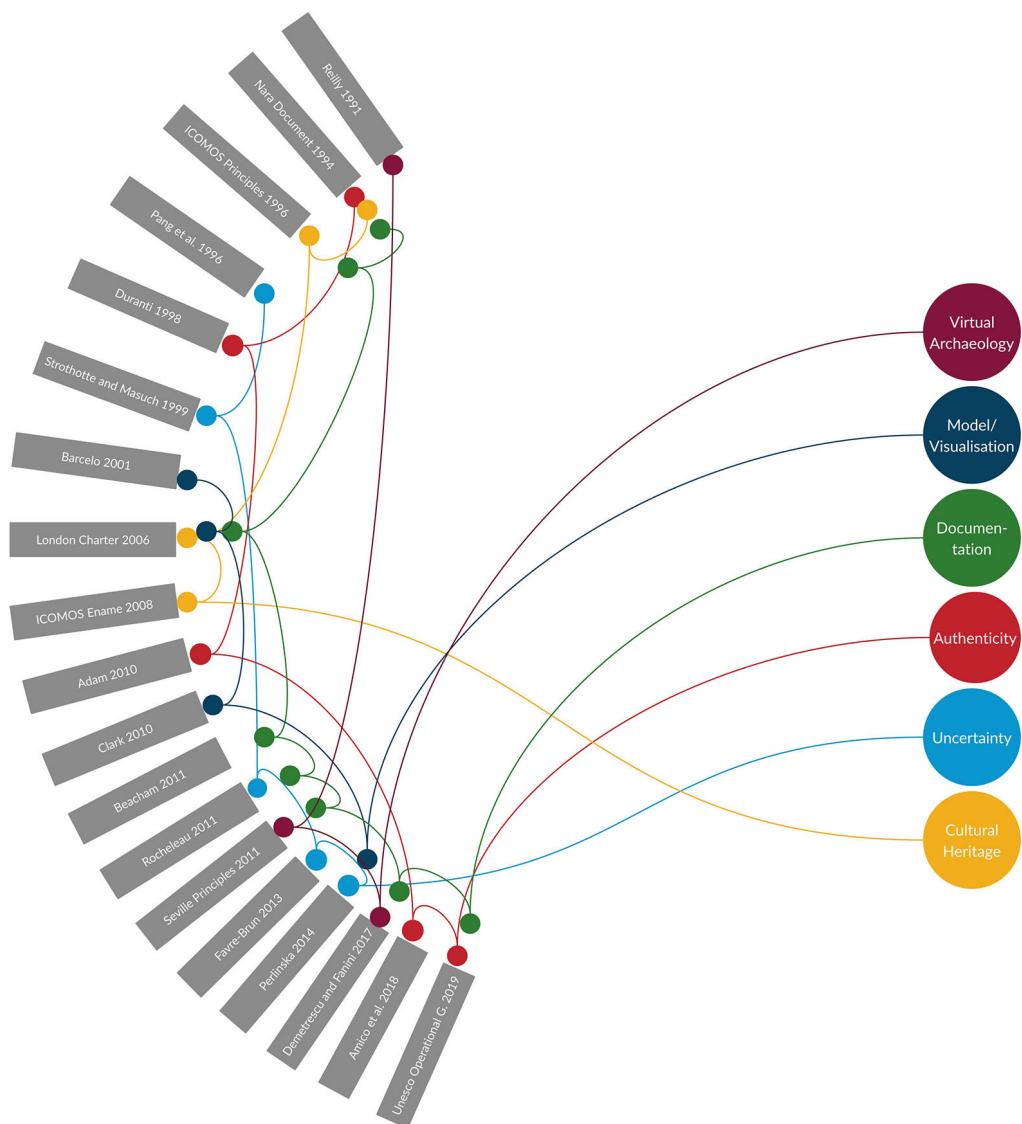 Reilly 1991
Nara Document 1994
ICOMOS Principles 1996
Pang et al. 1996
Duranti 1998
Strothotte and Masuch 1999
Barcelo 2001
London Charter 2006
ICOMOS Ename 2008
Adam 2010
Clark 2010
Beacham 2011
Rocheleau 2011
Seville Principles 2011
Favre-Brun 2013
Perlinska 2014
Demetrescu and Fanini 2017
Amico et al. 2018
Unesco Operational G. 2019
Virtual
Archaeology
Model/
Visualisation
Documen-
tation
Authenticity
Uncertainty
Cultural
Heritage